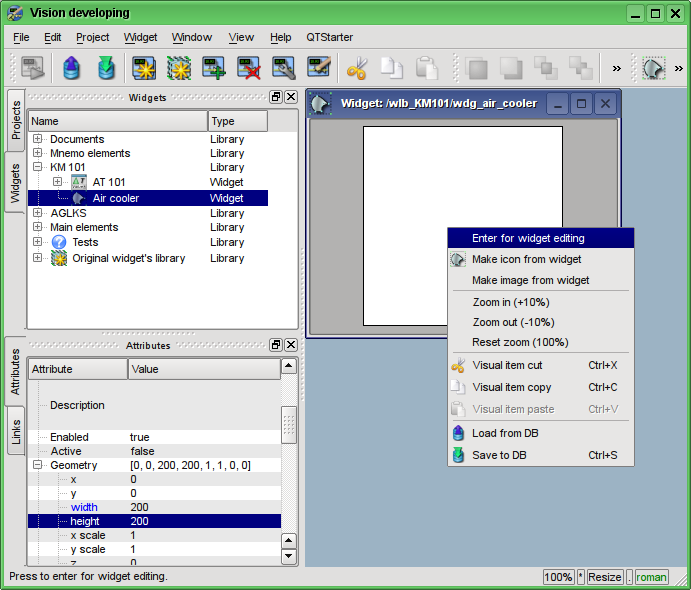 Vision developing
File Edit Project Widget Window View Help QTStarter
» »
Projects
Widgets
Widgets
Name Type
Documents Library
Mnemo elements Library
KM 101 Library
AT 101 Widget
Air cooler Widget
AGLKS Library
Main elements Library
Tests Library
Original widget's library Library
Widget: /wlb_KM101/wdg_air_cooler
Enter for widget editing
Make icon from widget
Make image from widget
Zoom in (+10%)
Zoom out (-10%)
Reset zoom (100%)
Visual item cut Ctrl+X
Visual item copy Ctrl+C
Visual item paste Ctrl+V
Load from DB
Save to DB Ctrl+S
Attributes
Links
Attributes
Attribute Value
Description
Enabled true
Active false
Geometry [0, 0, 200, 200, 1, 1, 0, 0]
x 0
y 0
width 200
height 200
x scale 1
y scale 1
z 0
Press to enter for widget editing.
100% * Resize . roman